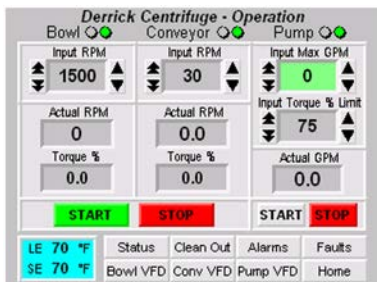 Derrick Centrifuge - Operation
Bowl Conveyor Pump
Input RPM Input RPM Input Max GPM
1500 30 0
Input Torque % Limit
75
Actual RPM Actual RPM
0 0.0
Torque % Torque % Actual GPM
0.0 0.0 0.0
START STOP START STOP
LE 70 °F Status Clean Out Alarms Faults
SE 70 °F Bowl VFD Conv VFD Pump VFD Home